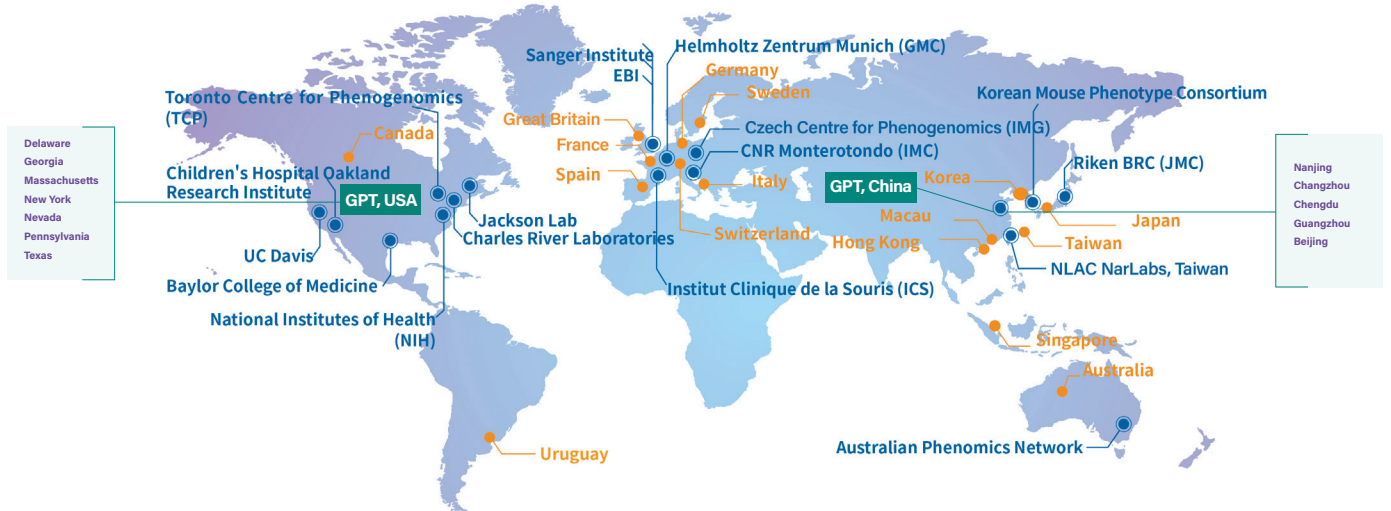 Sanger Institute
EBI
Helmholtz Zentrum Munich (GMC)
Germany
Sweden
Toronto Centre for Phenogenomics
(TCP)
Canada
Great Britain
France
Spain
Czech Centre for Phenogenomics (IMG)
CNR Monterotondo (IMC)
Italy
Switzerland
Korean Mouse Phenotype Consortium
Riken BRC (JMC)
Delaware
Georgia
Massachusetts
New York
Nevada
Pennsylvania
Texas
Children's Hospital Oakland
Research Institute
GPT, USA
Jackson Lab
Charles River Laboratories
UC Davis
Baylor College of Medicine
National Institutes of Health
(NIH)
Institut Clinique de la Souris (ICS)
GPT, China
Korea
Macau
Hong Kong
Japan
Taiwan
NLAC NarLabs, Taiwan
Nanjing
Changzhou
Chengdu
Guangzhou
Beijing
Singapore
Australia
Australian Phenomics Network
Uruguay